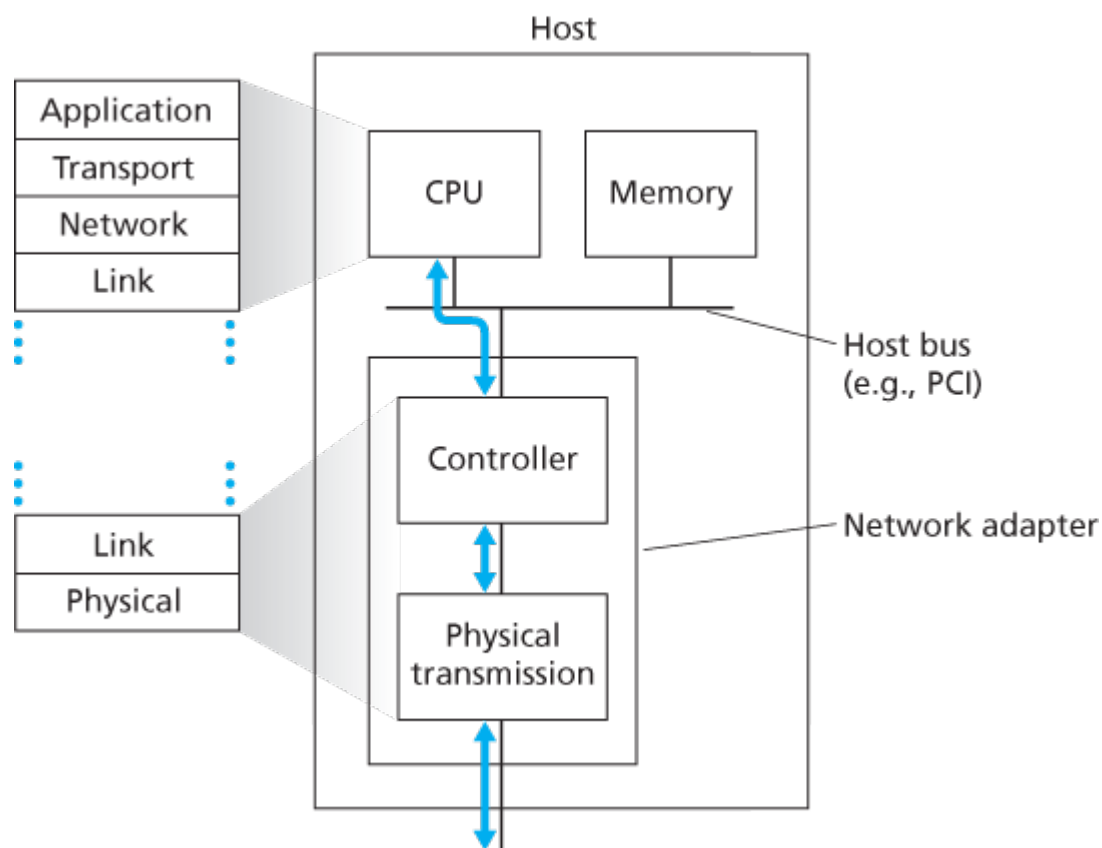 Host
Application
Transport
Network
Link
CPU
Memory
Host bus
(e.g., PCI)
Controller
Network adapter
Link
Physical
Physical
transmission